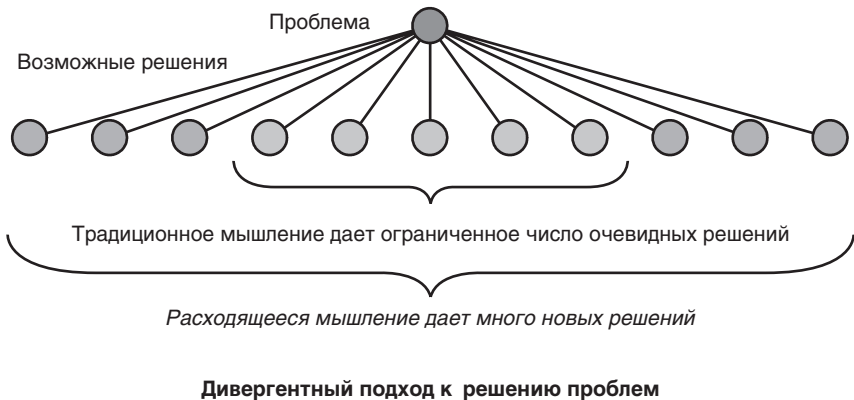 Проблема
Возможные решения
Традиционное мышление дает ограниченное число очевидных решений
Расходящееся мышление дает много новых решений
Дивергентный подход к решению проблем